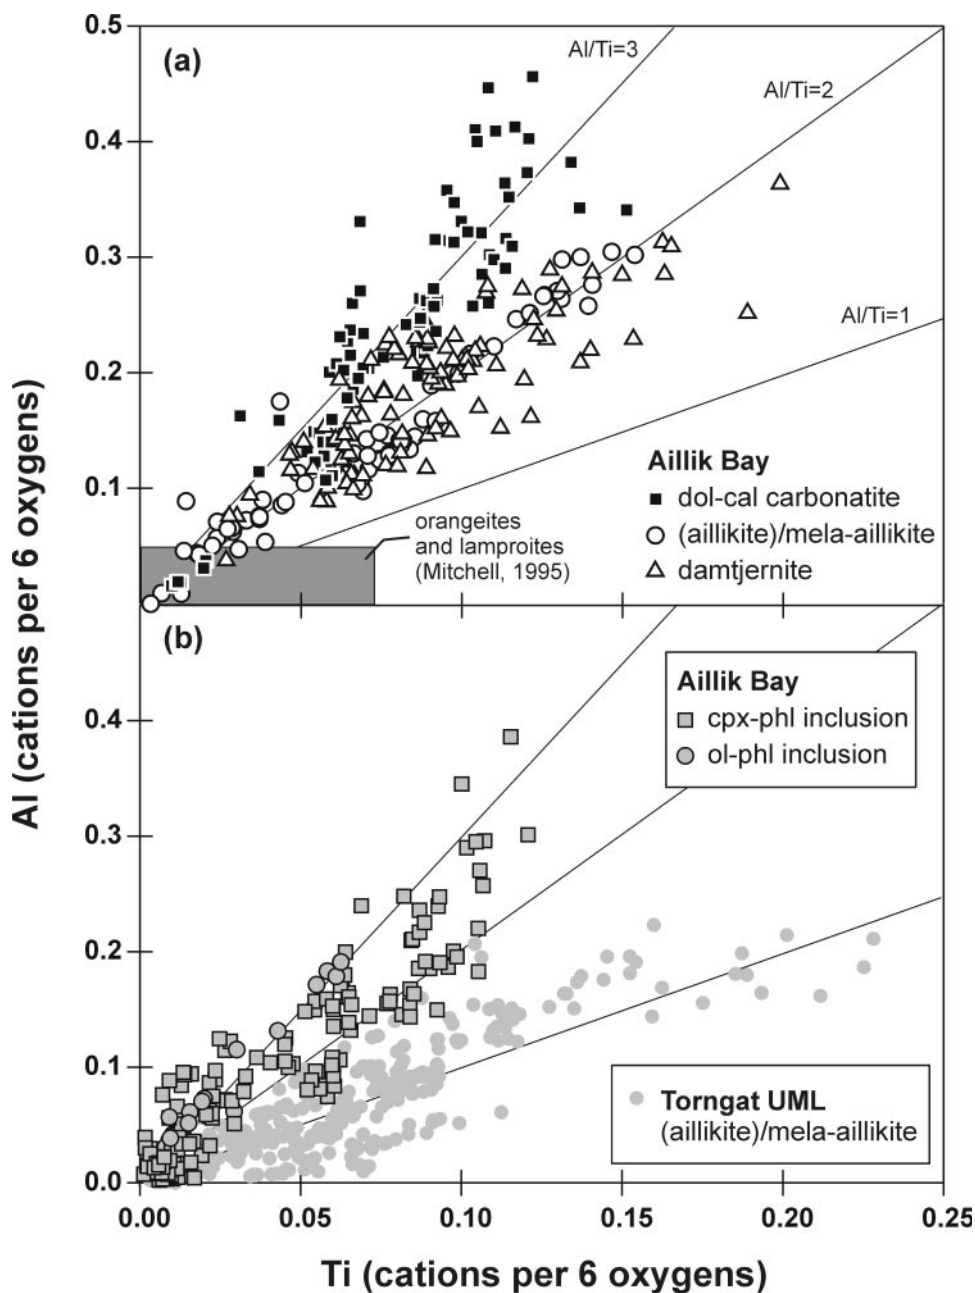 0.5
(a)
Al/Ti=3
Al/Ti=2
0.4
0.3
Al/Ti=1
0.2
Aillik Bay
dol-cal carbonatite
0.1
(aillikite)/mela-aillikite
damtjernite
orangeites
and lamproites
(Mitchell, 1995)
(b)
Aillik Bay
cpx-phl inclusion
ol-phl inclusion
0.4
0.3
0.2
0.1
Torngat UML
(aillikite)/mela-aillikite
0.0
0.00 0.05 0.10 0.15 0.20 0.25
Ti (cations per 6 oxygens)
Al (cations per 6 oxygens)